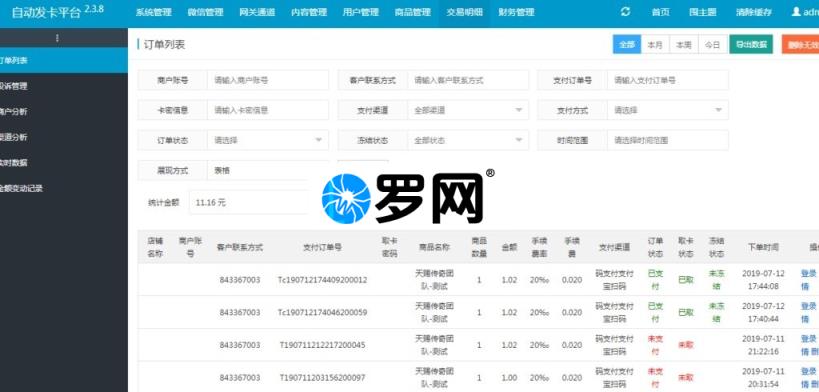 自动发卡平台 2.3.8 系统管理 微信管理 网关通道 内容管理 用户管理 商品管理 交易明细 财务管理 首页 围主题 清除缓存 adn
订单列表 全部 本月 本周 今日 导出数据 删除无效
订单列表
投诉管理
商户分析
渠道分析
实时数据
金额变动记录
商户账号 请输入商户账号 客户联系方式 请输入客户联系方式 支付订单号 请输入支付订单号
卡密信息 请输入卡密信息 支付渠道 全部渠道 支付方式 请选择
订单状态 请选择 冻结状态 全部状态 时间范围 请选择时间范围
展现方式 表格
统计金额 11.16 元
罗网®
店铺名称 商户账号 客户联系方式 支付订单号 取卡密码 商品名称 商品数量 金额 手续费率 手续费 支付渠道 订单状态 取卡状态 冻结状态 下单时间 操
843367003 Tc190712174409200012 天赐传奇团队-测试 1 1.02 20‰ 0.020 码支付支付宝扫码 已支付 已取 未冻结 2019-07-12 17:44:08 登录 情
843367003 Tc190712174046200059 天赐传奇团队-测试 1 1.02 20‰ 0.020 码支付支付宝扫码 已支付 已取 未冻结 2019-07-12 17:40:44 登录 情
843367003 T190711212217200045 天赐传奇团队-测试 1 1.02 20‰ 0.020 码支付支付宝扫码 未支付 未取 2019-07-11 21:22:16 登录 情 删
843367003 T190711203156200097 天赐传奇团队-测试 1 1.00 20‰ 0.020 码支付支付宝扫码 未支付 未取 2019-07-11 20:31:54 登录 情 删